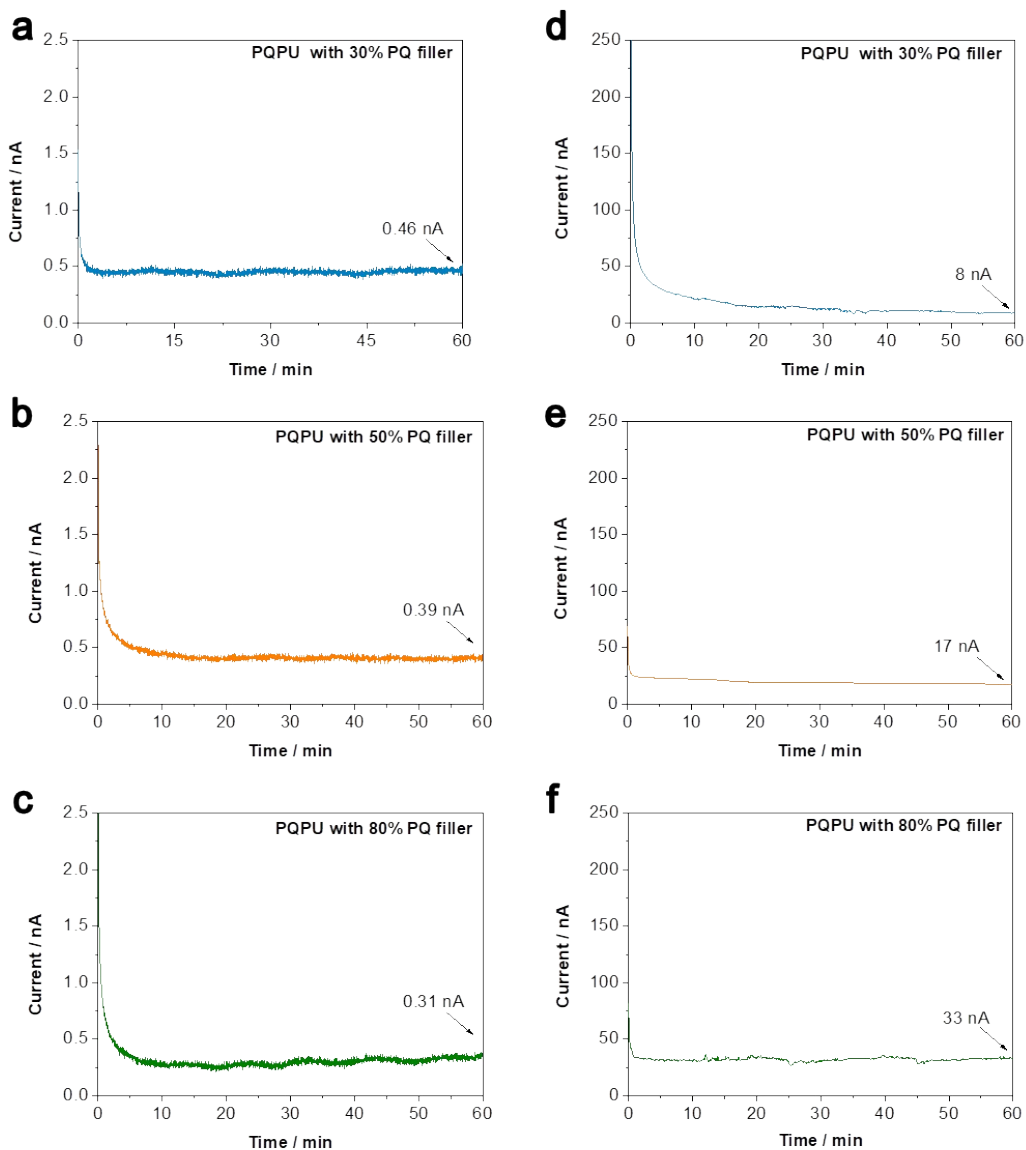 a
PQPU with 30% PQ filler
2.5
2.0
1.5
1.0
0.5
0.0
Current / nA
0.46 nA
0 15 30 45 60
Time / min
d
PQPU with 30% PQ filler
250
200
150
100
50
0
Current / nA
8 nA
0 10 20 30 40 50 60
Time / min
b
PQPU with 50% PQ filler
2.5
2.0
1.5
1.0
0.5
0.0
Current / nA
0.39 nA
0 10 20 30 40 50 60
Time / min
e
PQPU with 50% PQ filler
250
200
150
100
50
0
Current / nA
17 nA
0 10 20 30 40 50 60
Time / min
c
PQPU with 80% PQ filler
2.5
2.0
1.5
1.0
0.5
0.0
Current / nA
0.31 nA
0 10 20 30 40 50 60
Time / min
f
PQPU with 80% PQ filler
250
200
150
100
50
0
Current / nA
33 nA
0 10 20 30 40 50 60
Time / min